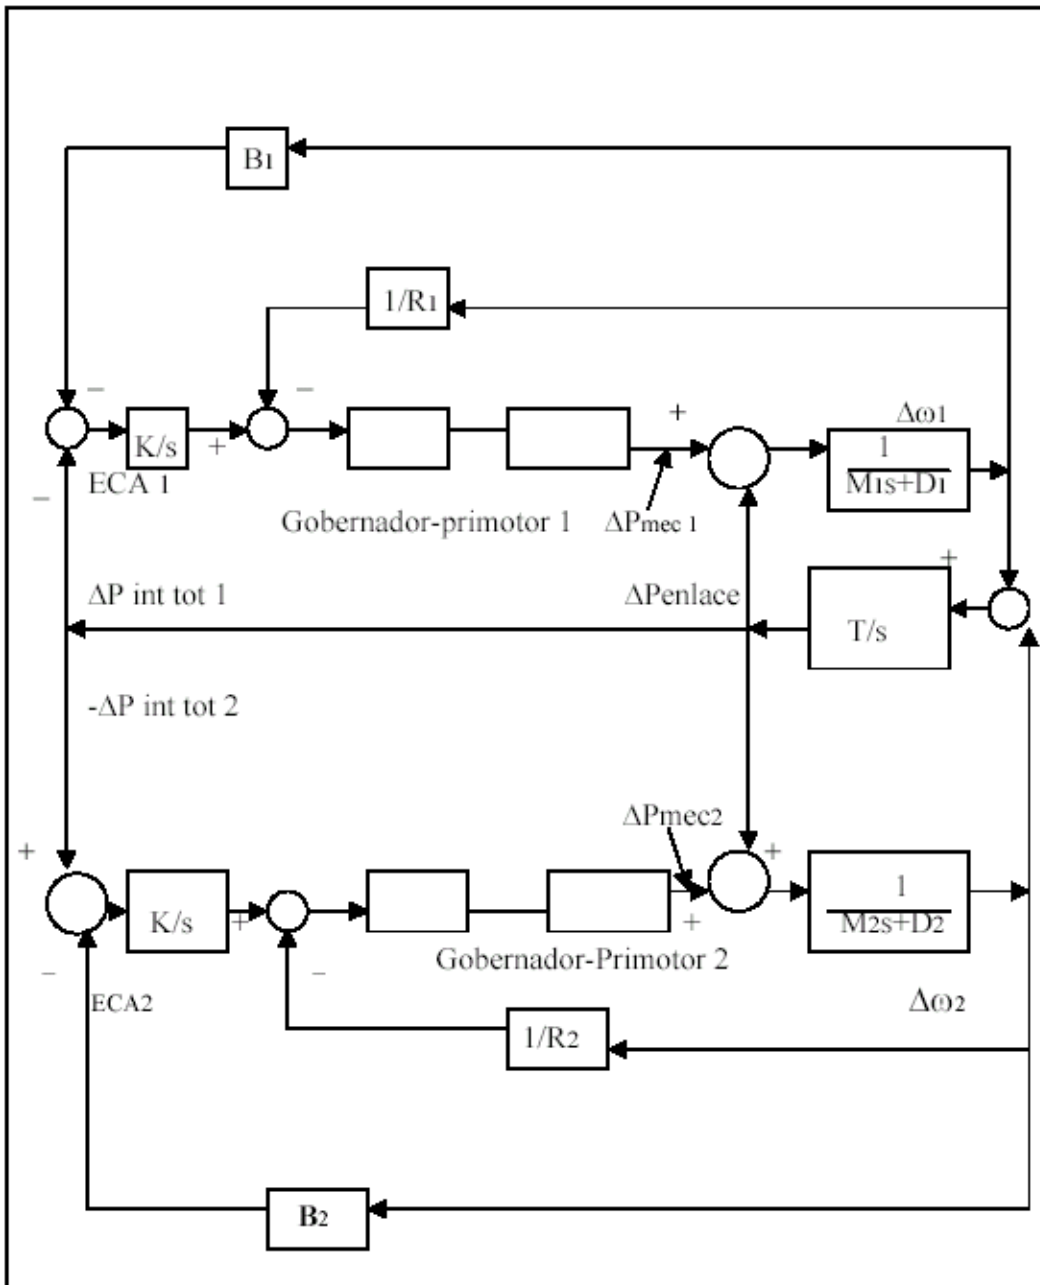 B1
1/R1
−
−
+
K/s
+
Δω1
1
M1s+D1
−
ECA 1
Gobernador-primotor 1
ΔPmec 1
+
ΔP int tot 1
ΔPenlace
T/s
-ΔP int tot 2
ΔPmec2
+
+
K/s
+
+
1
M2s+D2
−
−
Gobernador-Primotor 2
ECA2
Δω2
1/R2
B2